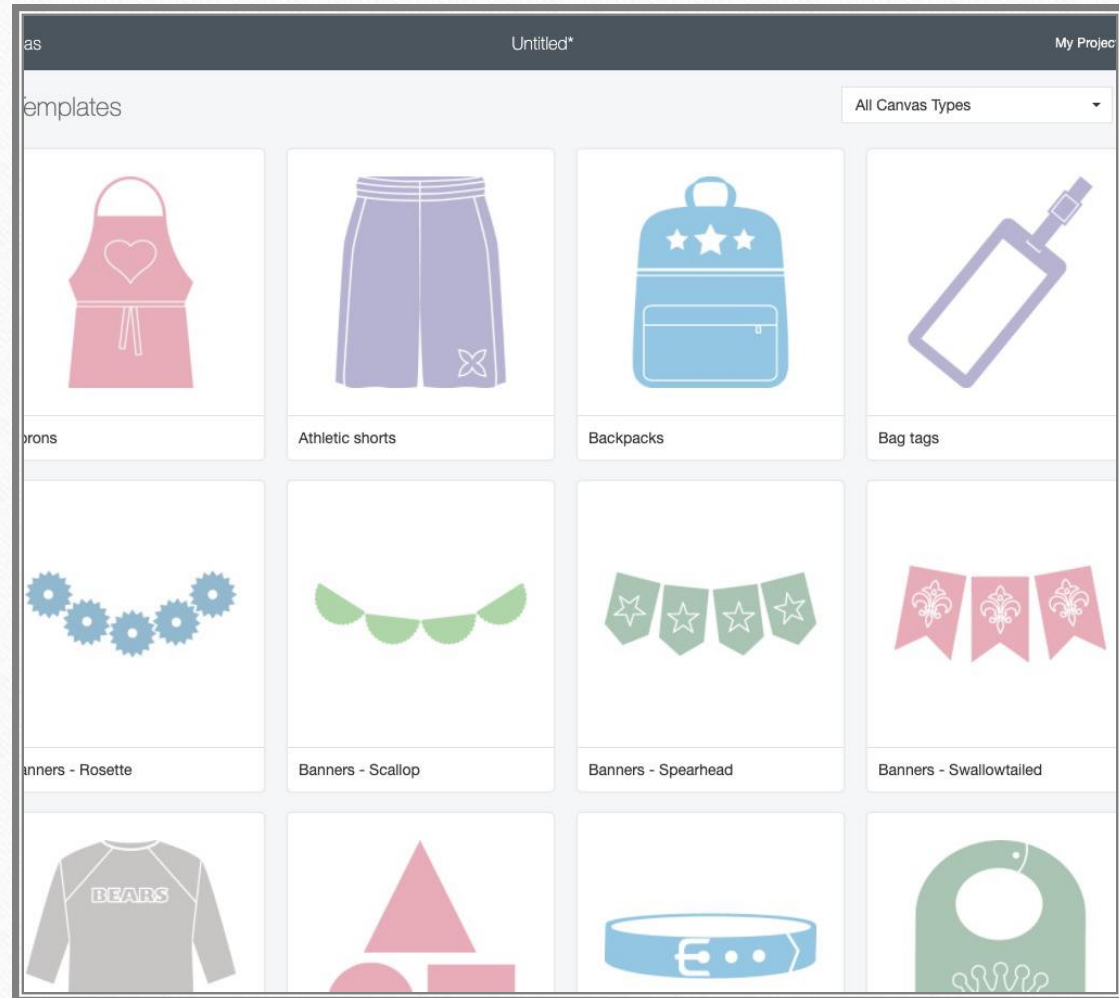 as Untitled* My Projec
emplates All Canvas Types
prons Athletic shorts Backpacks Bag tags
anners - Rosette Banners - Scallop Banners - Spearhead Banners - Swallowtailed
BEARS